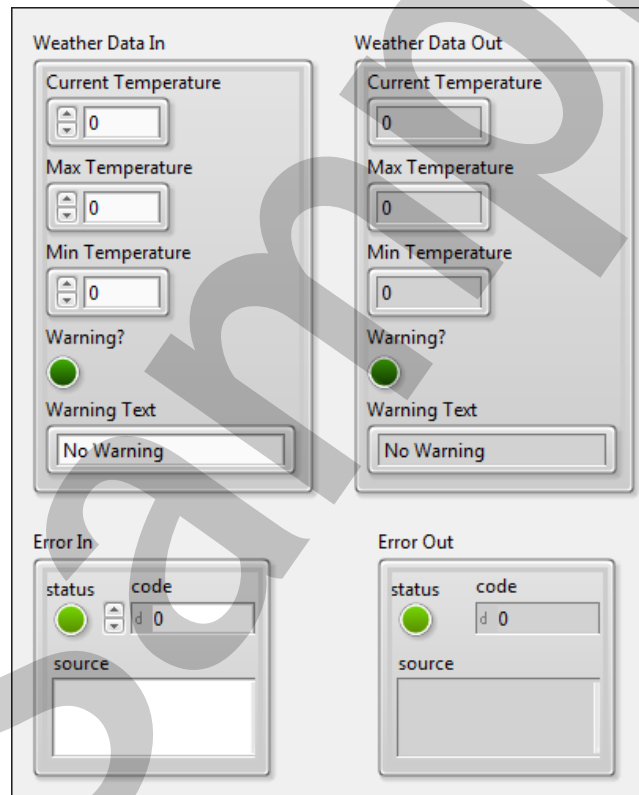 Weather Data In
Current Temperature
0
Max Temperature
0
Min Temperature
0
Warning?
Warning Text
No Warning
Weather Data Out
Current Temperature
0
Max Temperature
0
Min Temperature
0
Warning?
Warning Text
No Warning
Error In
status code
d 0
source
Error Out
status code
d 0
source